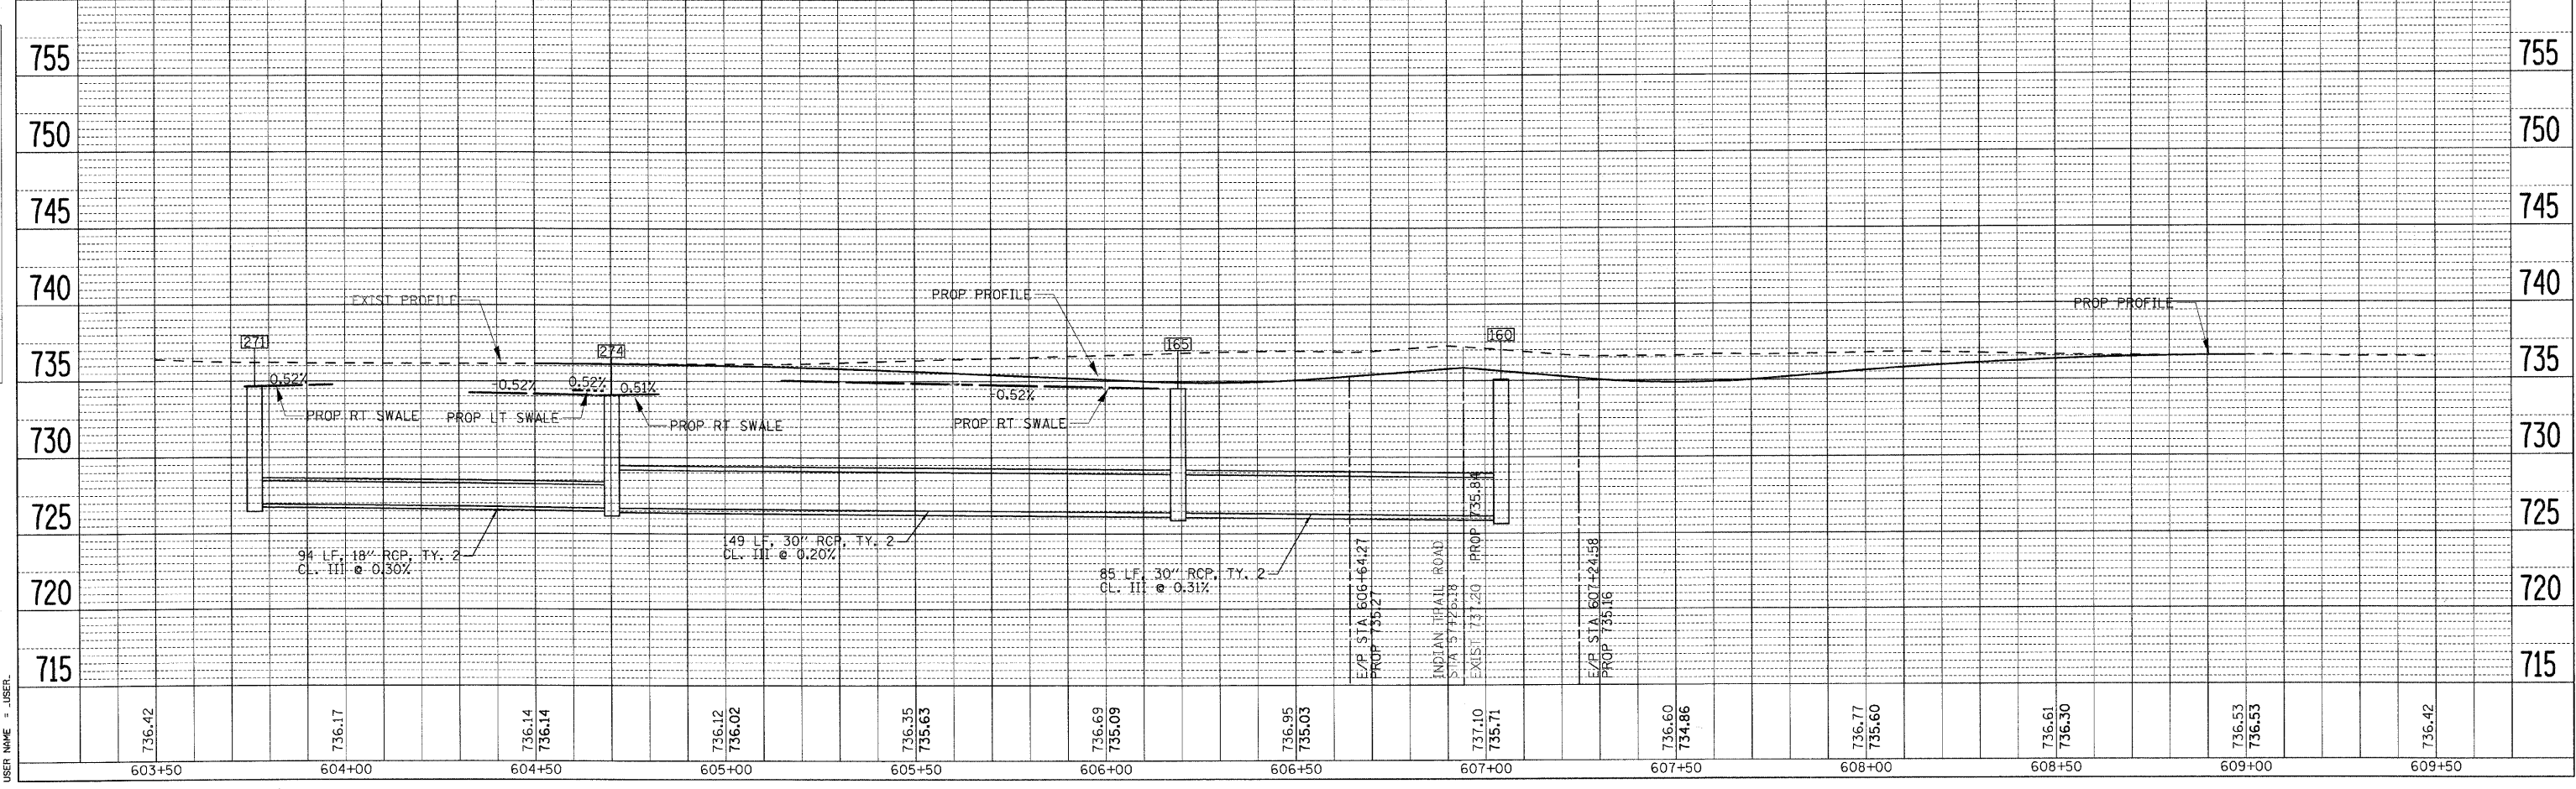 755 755
750 750
745 745
740 740
735 735
730 730
725 725
720 720
715 715
EXIST PROFILE
PROP PROFILE
PROP PROFILE
271
274
165
160
0.52%
-0.52%
0.52%
0.51%
-0.52%
PROP RT SWALE
PROP LT SWALE
PROP RT SWALE
PROP RT SWALE
94 LF, 18" RCP, TY. 2
CL. III @ 0.30%
149 LF, 30" RCP, TY. 2
CL. III @ 0.20%
85 LF, 30" RCP, TY. 2
CL. III @ 0.31%
E/P STA 606+64.27
PROP 735.27
INDIAN TRAIL ROAD
EXIST 737.20 PROP 735.84
E/P STA 607+24.58
PROP 735.16
736.42
736.17
736.14
736.14
736.12
736.02
736.35
735.63
736.69
735.09
736.95
735.03
737.10
735.71
736.60
734.86
736.77
735.60
736.61
736.30
736.53
736.53
736.42
603+50 604+00 604+50 605+00 605+50 606+00 606+50 607+00 607+50 608+00 608+50 609+00 609+50
USER NAME = _USER_